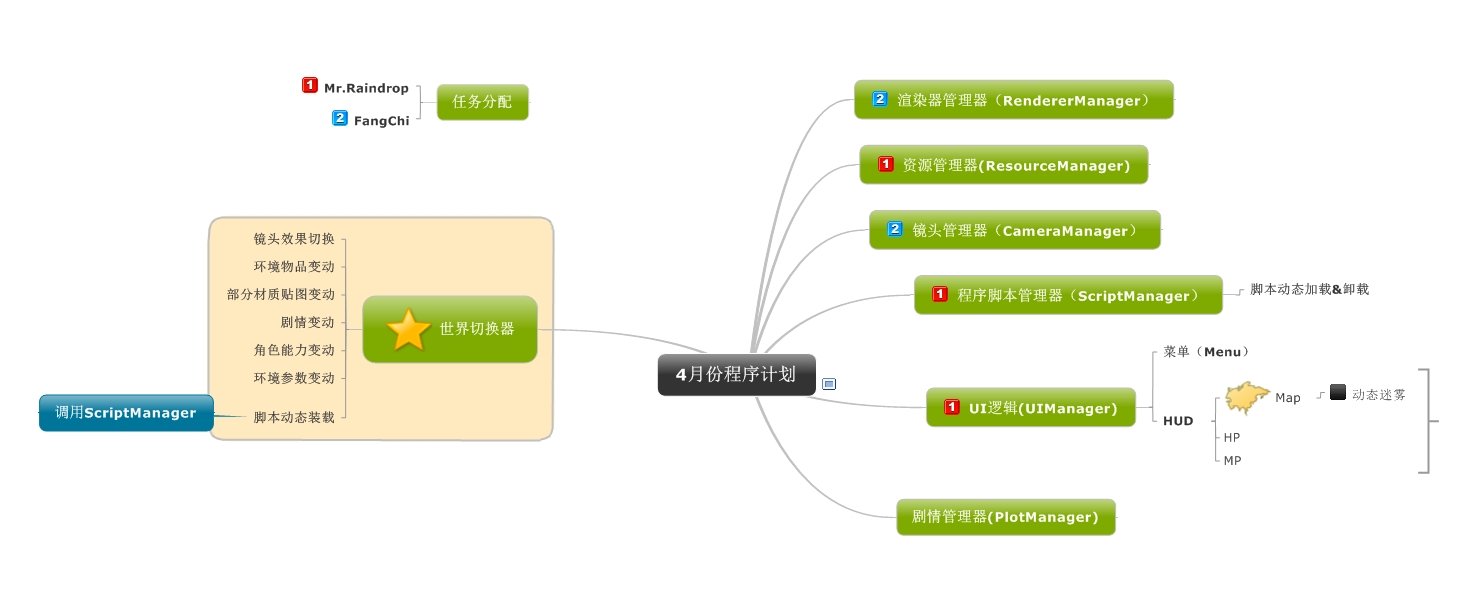 1 Mr.Raindrop
2 FangChi
任务分配
镜头效果切换
环境物品变动
部分材质贴图变动
剧情变动
角色能力变动
环境参数变动
脚本动态装载
调用ScriptManager
世界切换器
4月份程序计划
2 渲染器管理器（RendererManager）
1 资源管理器(ResourceManager)
2 镜头管理器（CameraManager）
1 程序脚本管理器（ScriptManager）
脚本动态加载&卸载
1 UI逻辑(UIManager)
菜单（Menu）
HUD
Map
动态迷雾
HP
MP
剧情管理器(PlotManager)